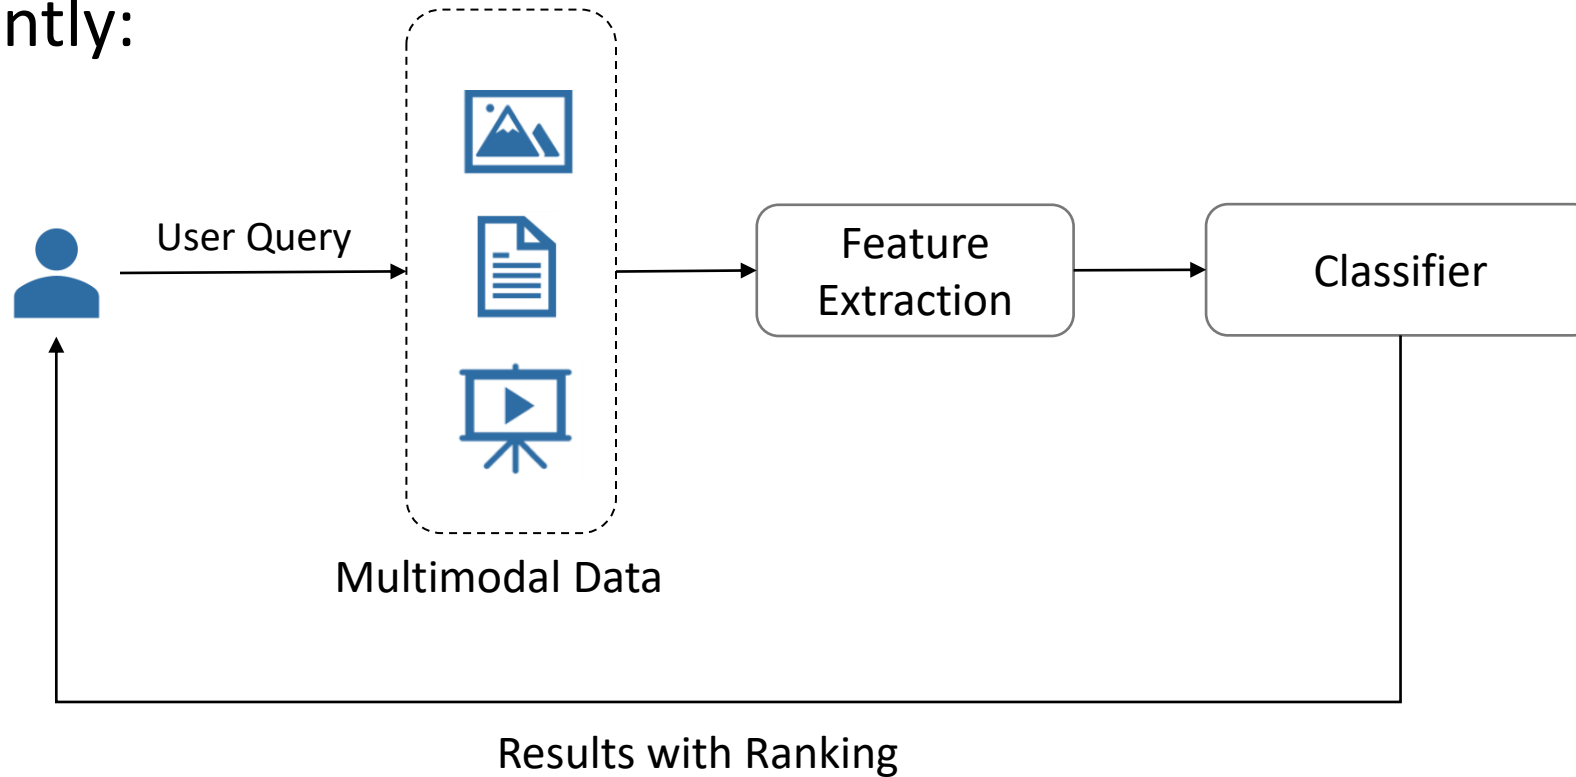 ntly:
User Query
Feature
Extraction
Classifier
Multimodal Data
Results with Ranking